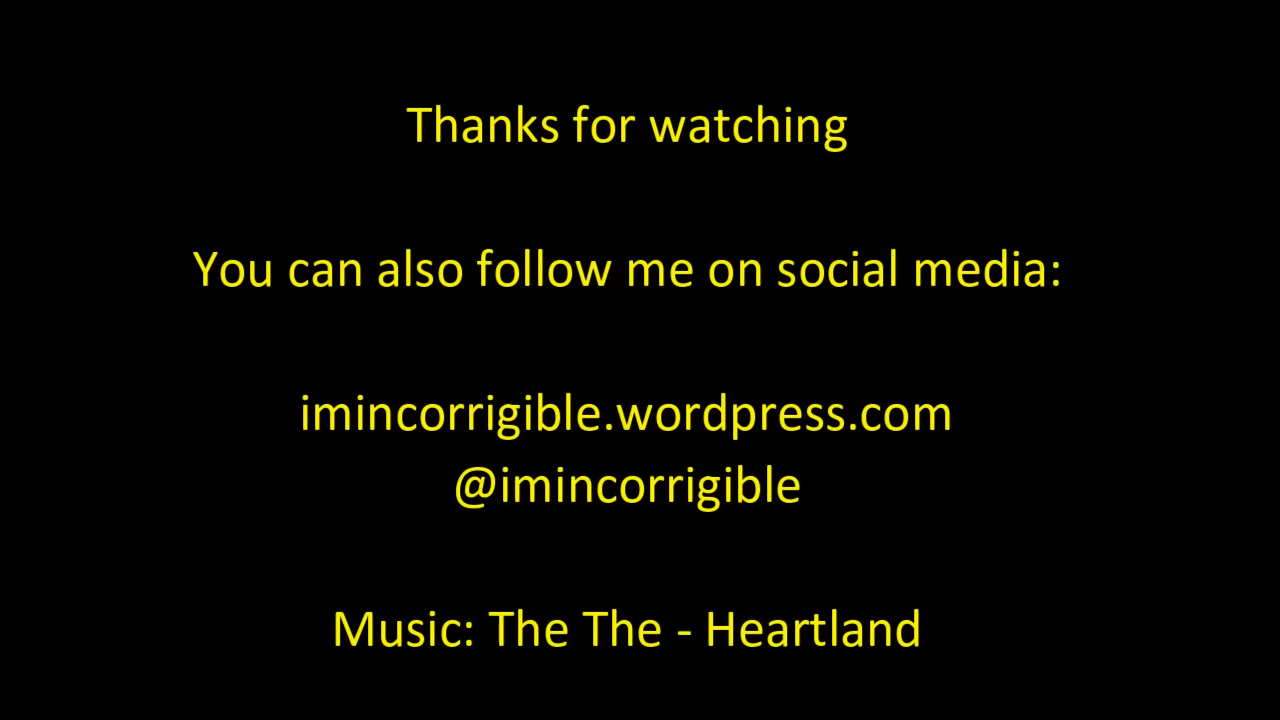 Thanks for watching
You can also follow me on social media:
imincorrigible.wordpress.com
@imincorrigible
Music: The The - Heartland